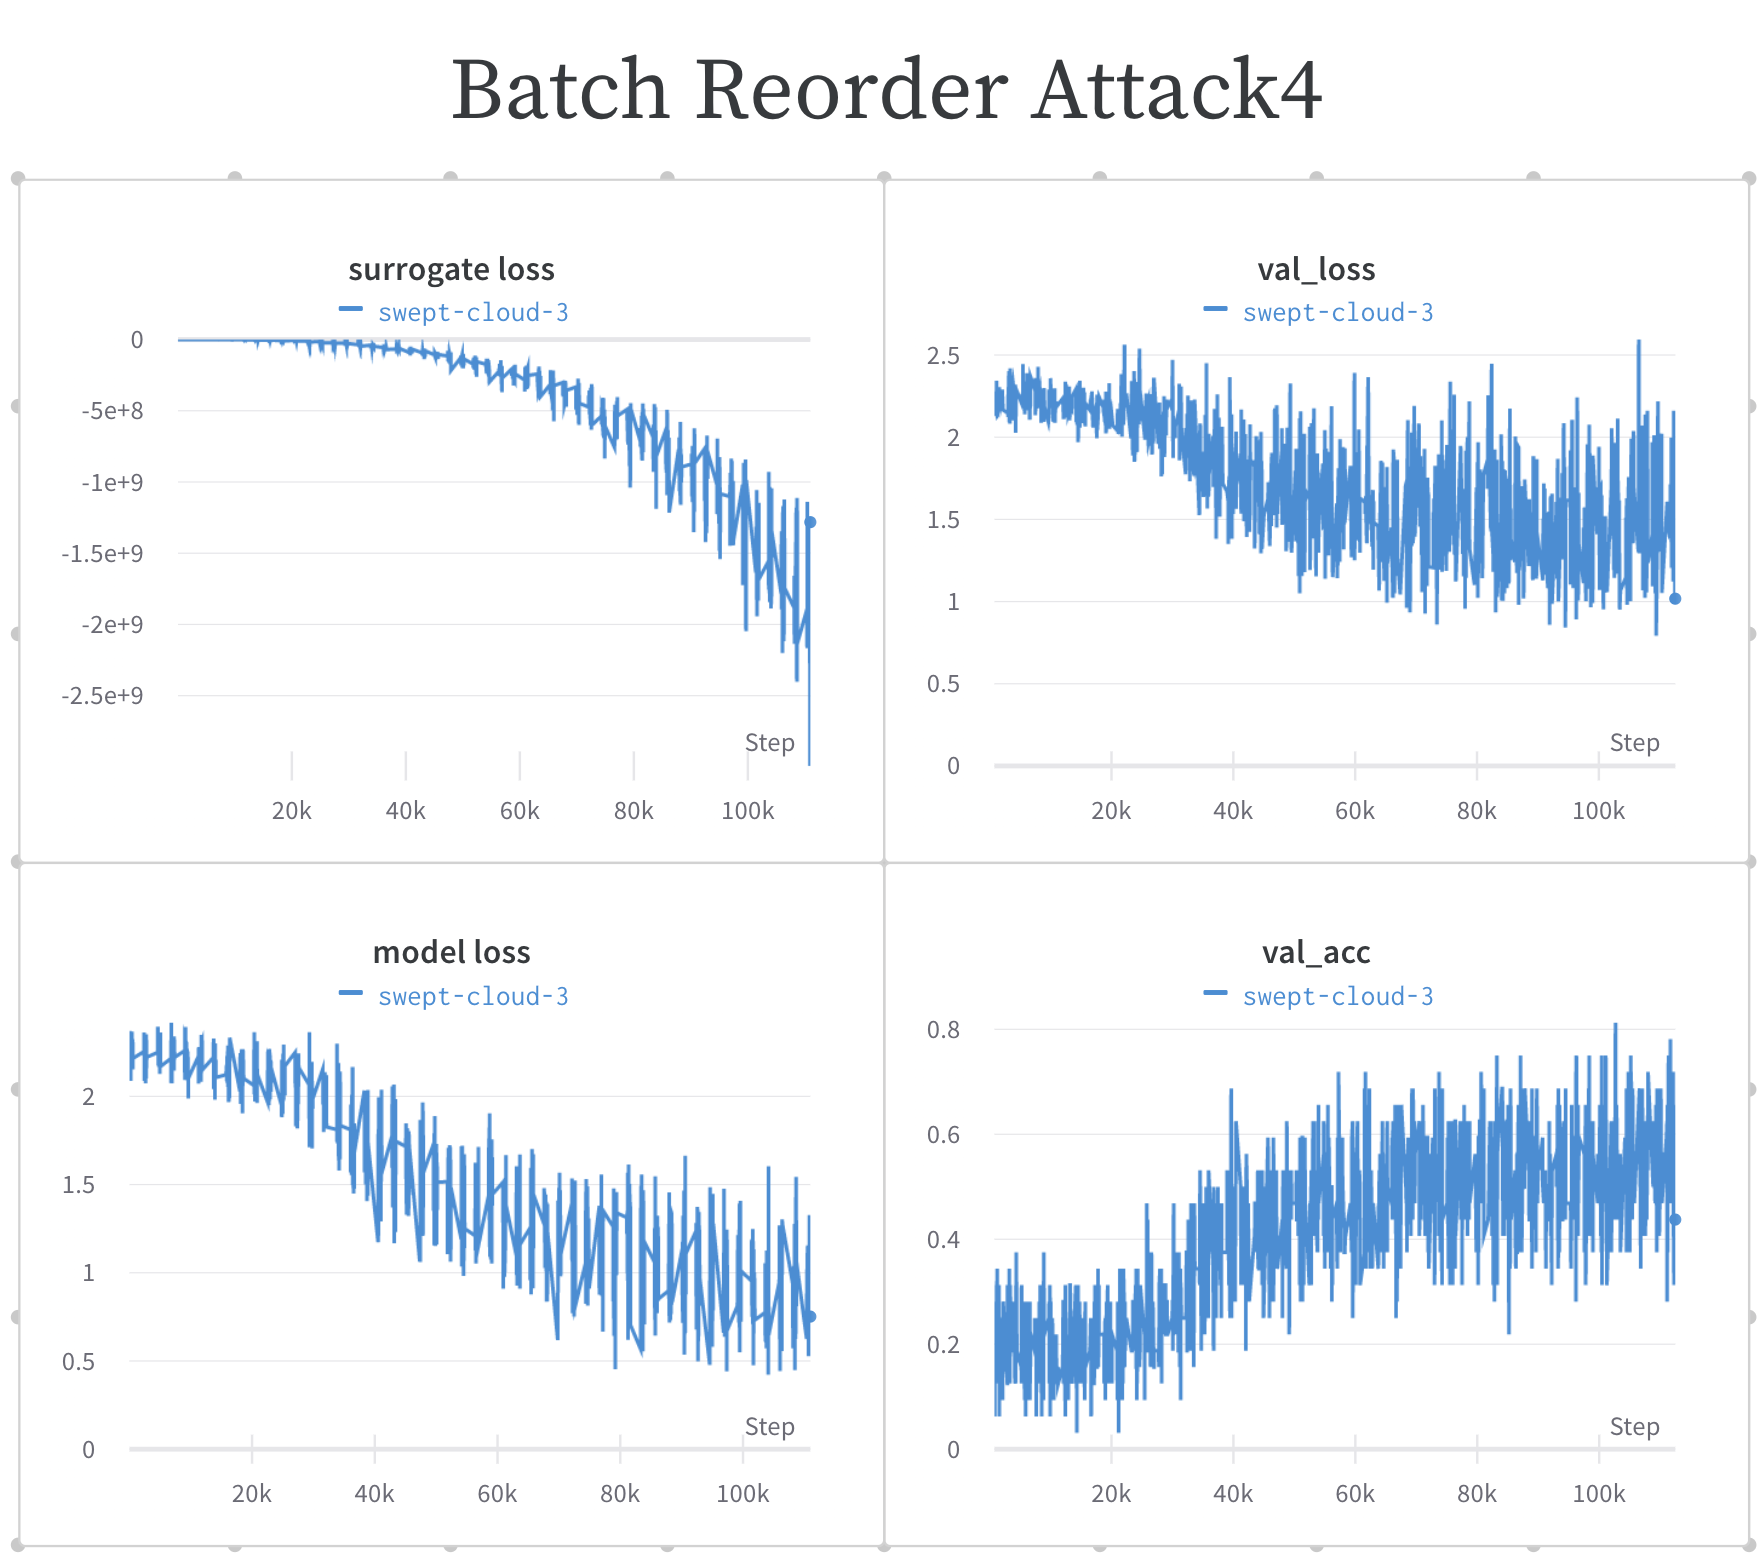 Batch Reorder Attack4
surrogate loss
swept-cloud-3
0
-5e+8
-1e+9
-1.5e+9
-2e+9
-2.5e+9
Step
20k
40k
60k
80k
100k
val_loss
swept-cloud-3
2.5
2
1.5
1
0.5
0
Step
20k
40k
60k
80k
100k
model loss
swept-cloud-3
2
1.5
1
0.5
0
Step
20k
40k
60k
80k
100k
val_acc
swept-cloud-3
0.8
0.6
0.4
0.2
0
Step
20k
40k
60k
80k
100k